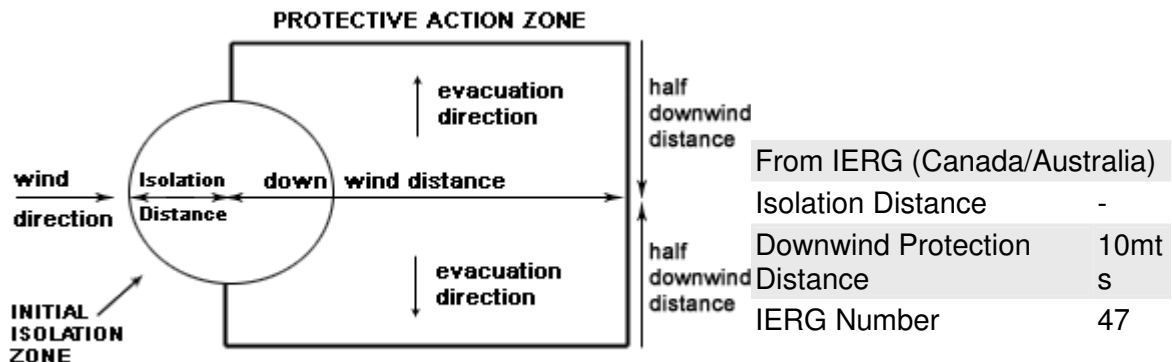 PROTECTIVE ACTION ZONE
evacuation
direction
half
downwind
distance
wind
direction
Isolation
Distance
down wind distance
evacuation
direction
half
downwind
distance
INITIAL
ISOLATION
ZONE
From IERG (Canada/Australia)
Isolation Distance -
Downwind Protection 10mt
Distance s
IERG Number 47